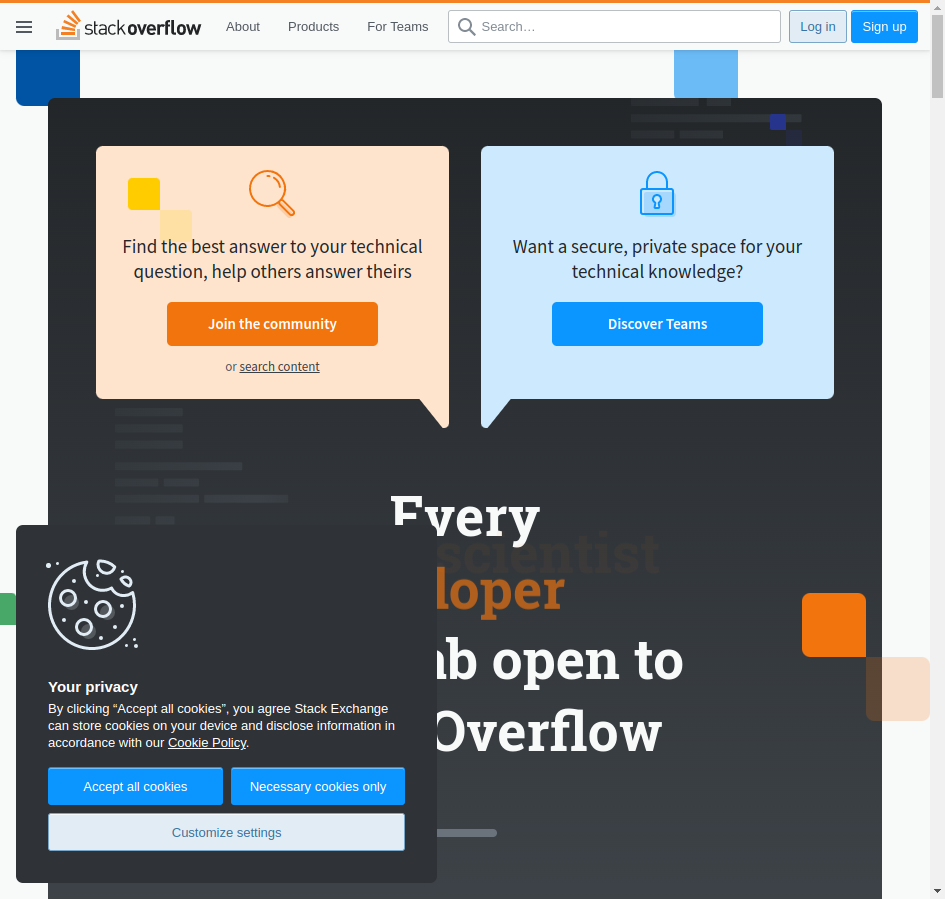 stackoverflow About Products For Teams Search… Log in Sign up
Find the best answer to your technical
question, help others answer theirs
Join the community
or search content
Want a secure, private space for your
technical knowledge?
Discover Teams
Every
scientist
open to
Overflow
Your privacy
By clicking “Accept all cookies”, you agree Stack Exchange
can store cookies on your device and disclose information in
accordance with our Cookie Policy.
Accept all cookies Necessary cookies only
Customize settings